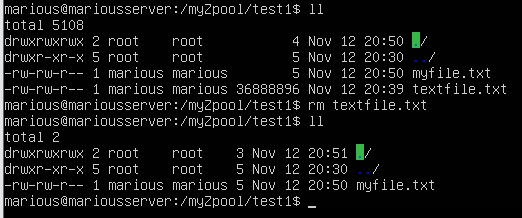 marious@mariousserver:/myZpool/test1$ ll
total 5108
drwxrwxrwx 2 root    root           4 Nov 12 20:50 ./
drwxr-xr-x 5 root    root           5 Nov 12 20:30 ../
-rw-rw-r-- 1 marious marious        5 Nov 12 20:50 myfile.txt
-rw-rw-r-- 1 marious marious 36888896 Nov 12 20:39 textfile.txt
marious@mariousserver:/myZpool/test1$ rm textfile.txt
marious@mariousserver:/myZpool/test1$ ll
total 2
drwxrwxrwx 2 root    root    3 Nov 12 20:51 ./
drwxr-xr-x 5 root    root    5 Nov 12 20:30 ../
-rw-rw-r-- 1 marious marious 5 Nov 12 20:50 myfile.txt
marious@mariousserver:/myZpool/test1$ _